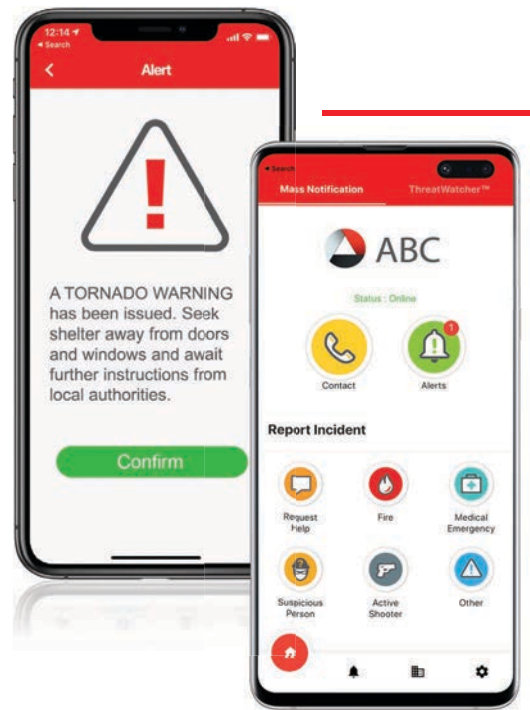 12:14
Search
Alert
A TORNADO WARNING
has been issued. Seek
shelter away from doors
and windows and await
further instructions from
local authorities.
Confirm
Search
Mass Notification
ThreatWatcher™
ABC
Status : Online
1
Contact
Alerts
Report Incident
Request
Help
Fire
Medical
Emergency
Suspicious
Person
Active
Shooter
Other